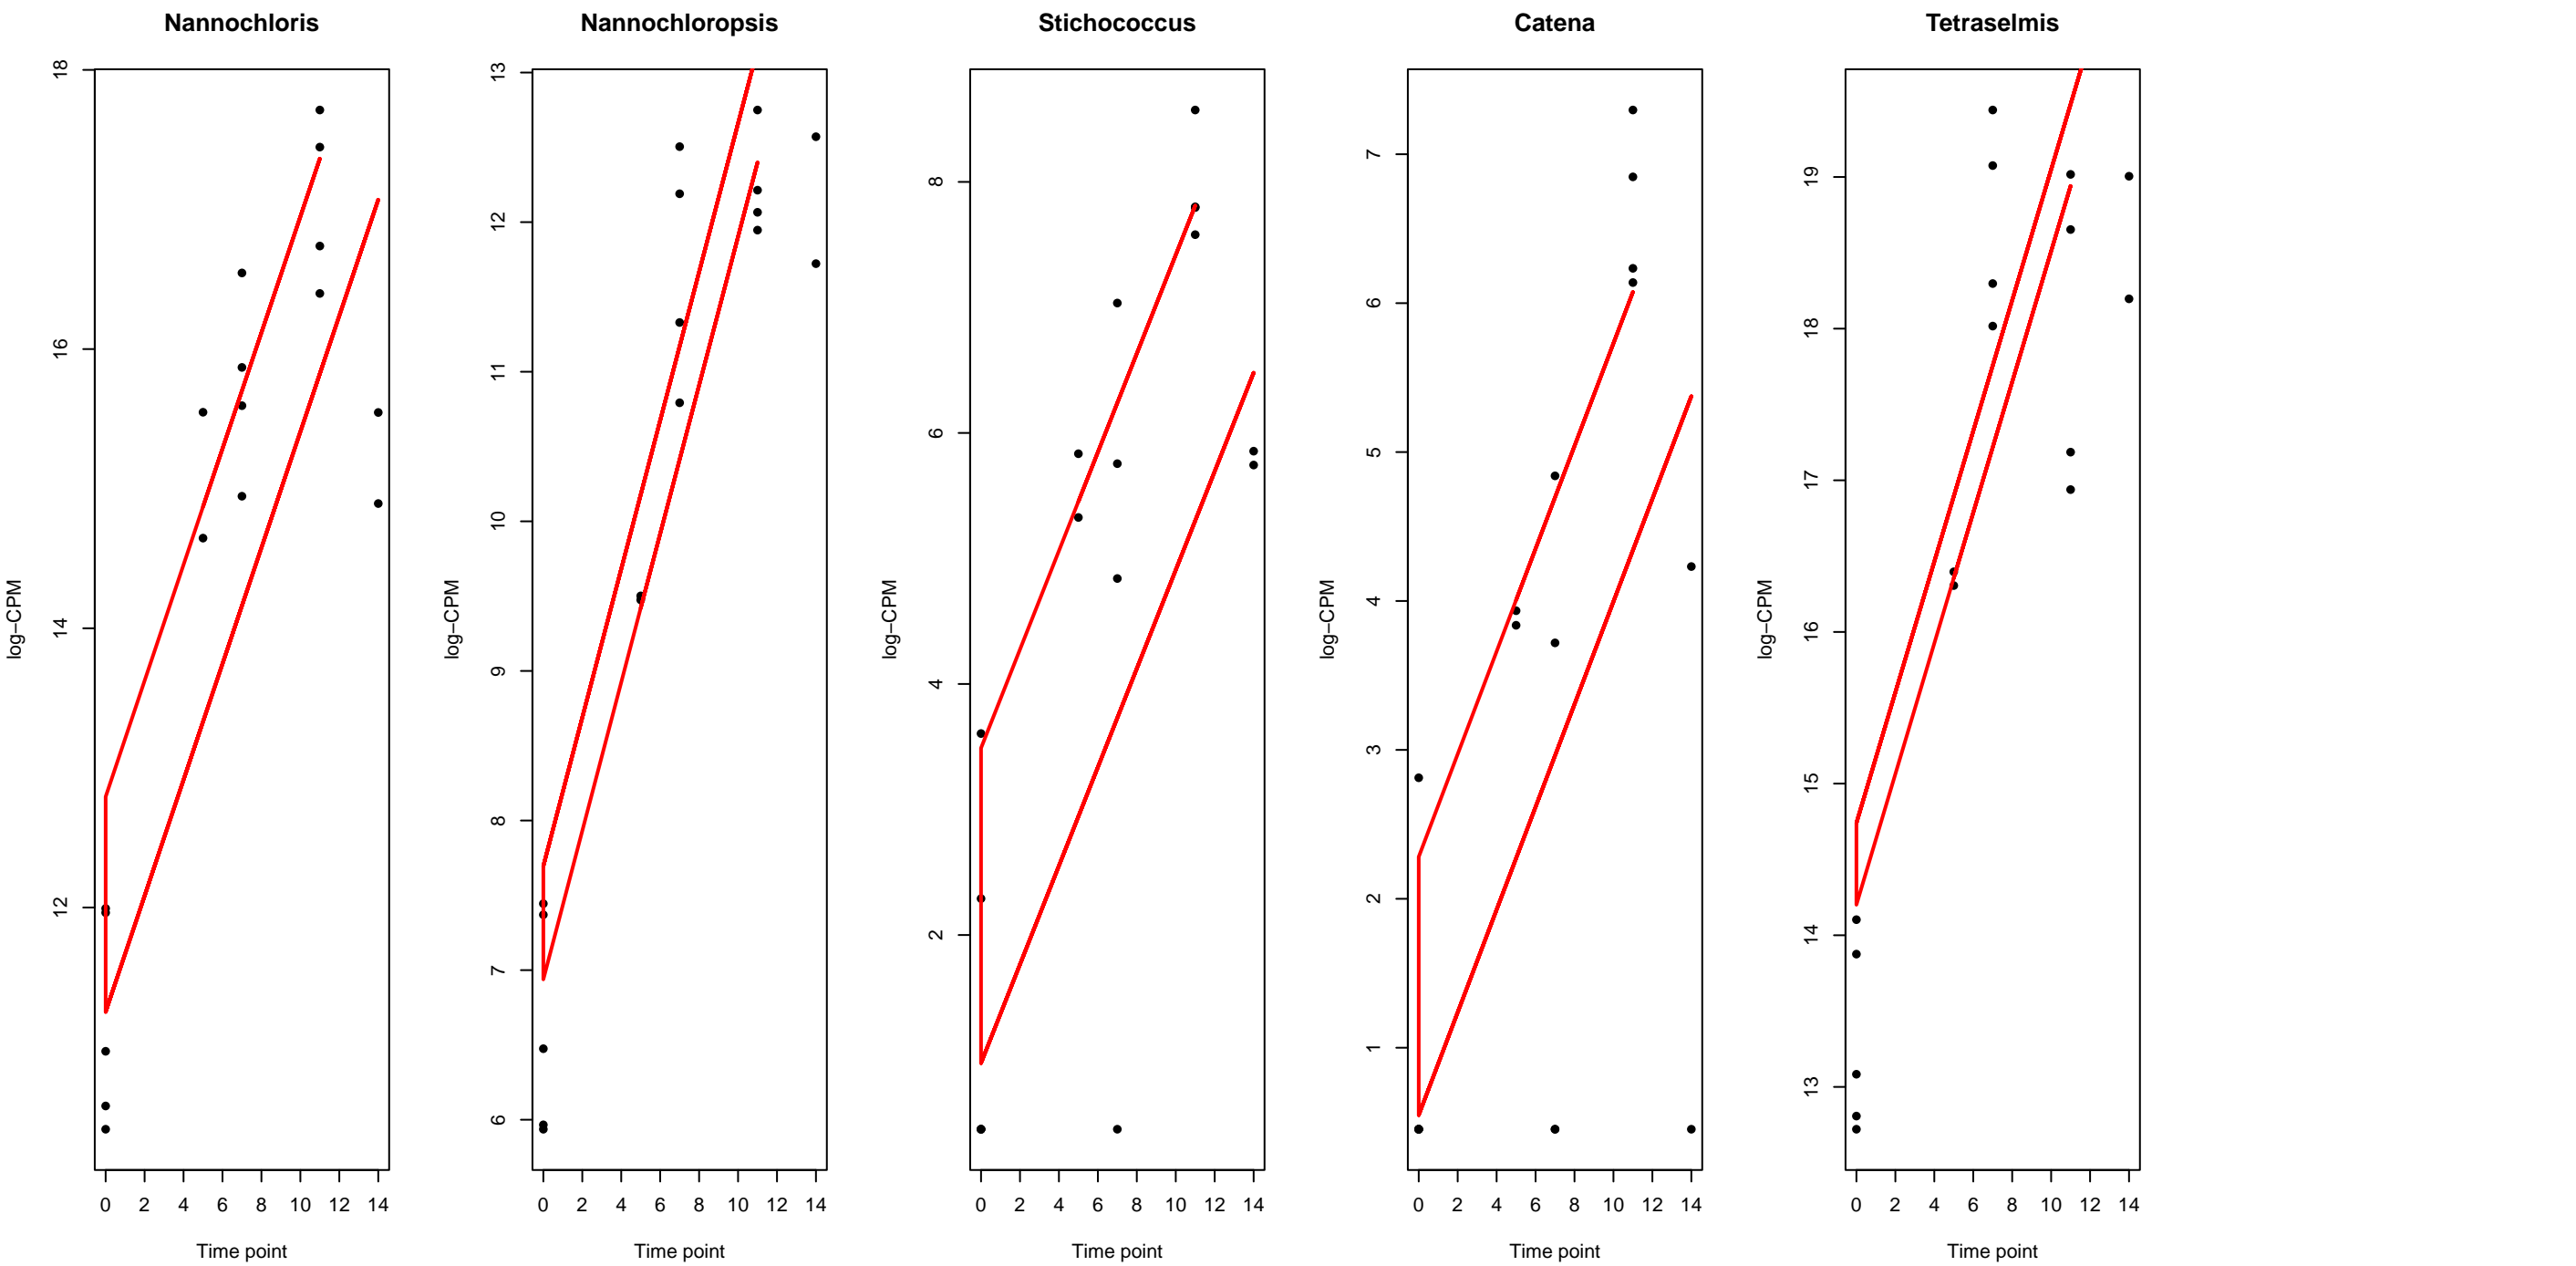 Nannochloris
18
16
14
12
log−CPM
0 2 4 6 8 10 12 14
Time point
Nannochloropsis
13
12
11
10
9
8
7
6
log−CPM
0 2 4 6 8 10 12 14
Time point
Stichococcus
8
6
4
2
log−CPM
0 2 4 6 8 10 12 14
Time point
Catena
7
6
5
4
3
2
1
log−CPM
0 2 4 6 8 10 12 14
Time point
Tetraselmis
19
18
17
16
15
14
13
log−CPM
0 2 4 6 8 10 12 14
Time point